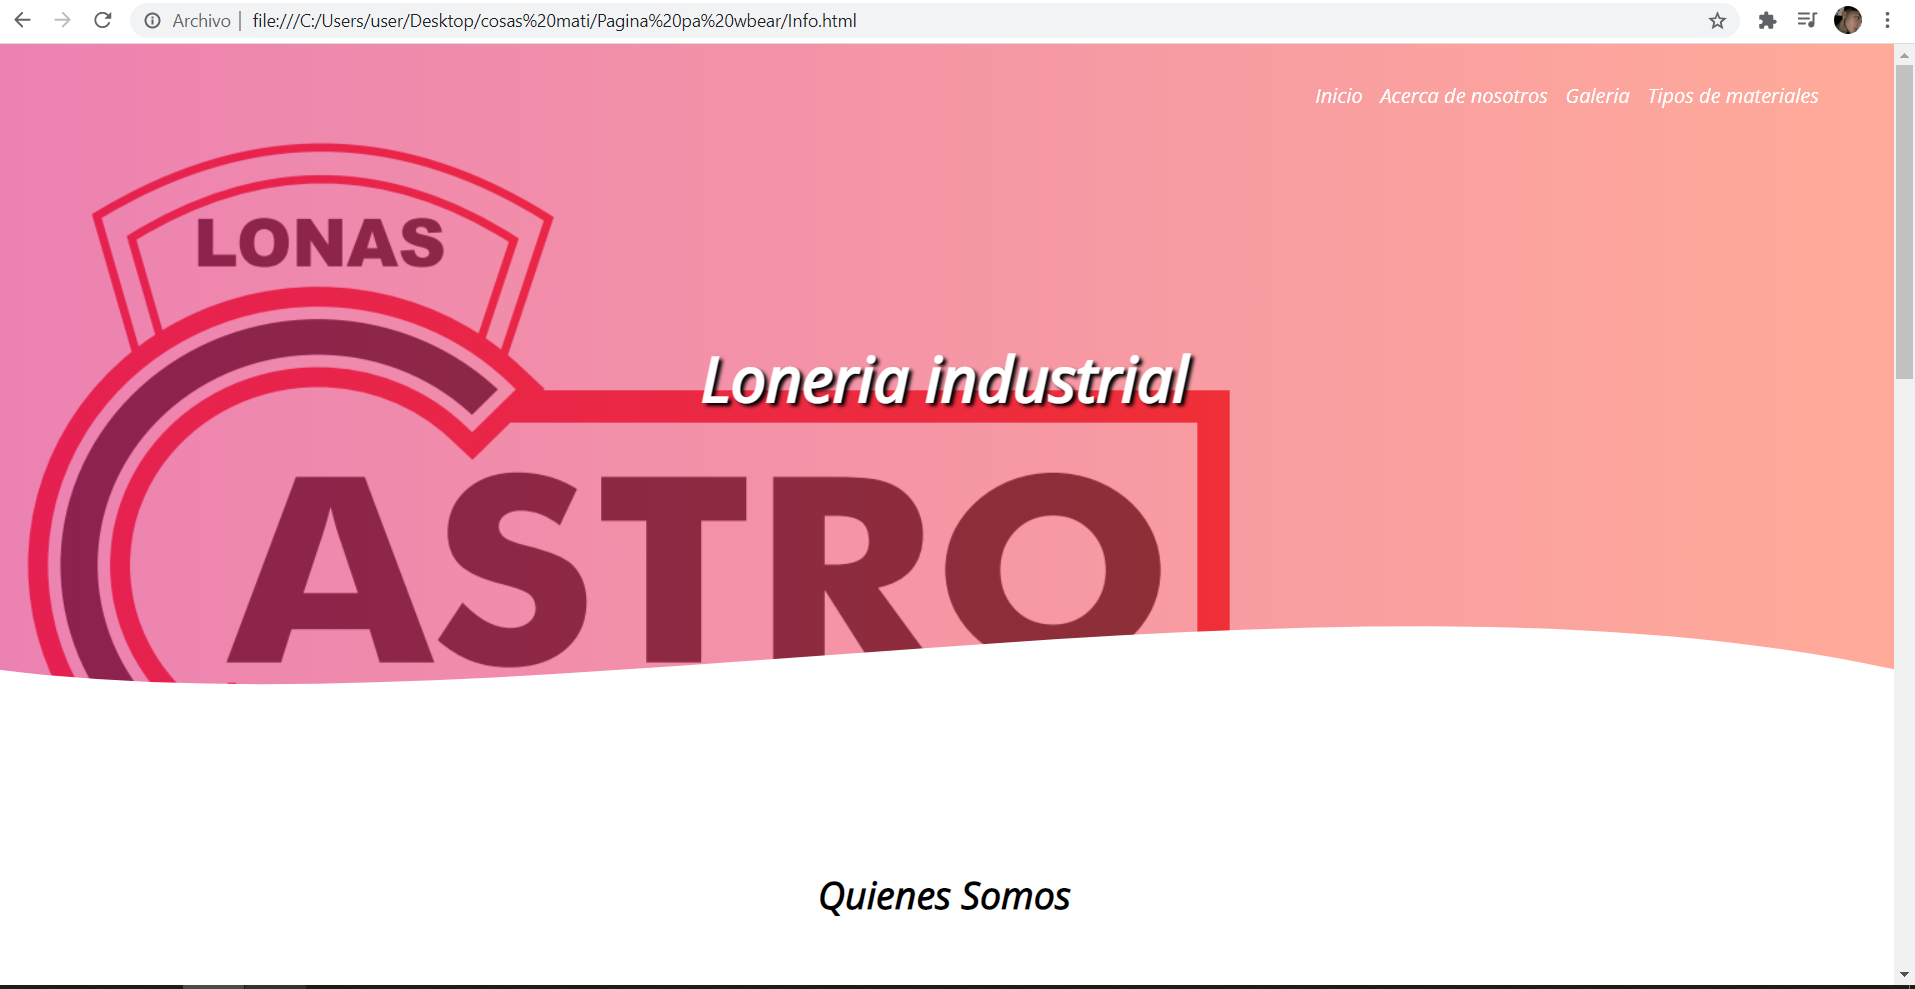 Archivo | file:///C:/Users/user/Desktop/cosas%20mati/Pagina%20pa%20wbear/Info.html
Inicio Acerca de nosotros Galeria Tipos de materiales
LONAS
Loneria industrial
CASTRO
Quienes Somos